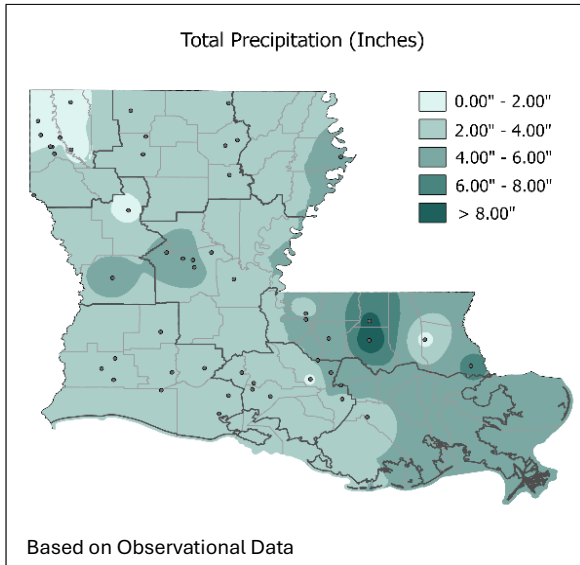 Total Precipitation (Inches)
0.00" - 2.00"
2.00" - 4.00"
4.00" - 6.00"
6.00" - 8.00"
> 8.00"
Based on Observational Data